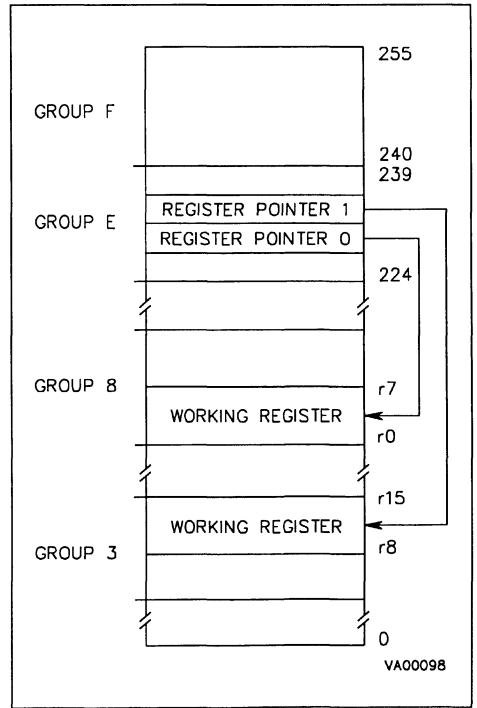 255
GROUP F
240
239
REGISTER POINTER 1
GROUP E
REGISTER POINTER 0
224
GROUP 8
r7
WORKING REGISTER
r0
r15
WORKING REGISTER
r8
GROUP 3
0
VA00098